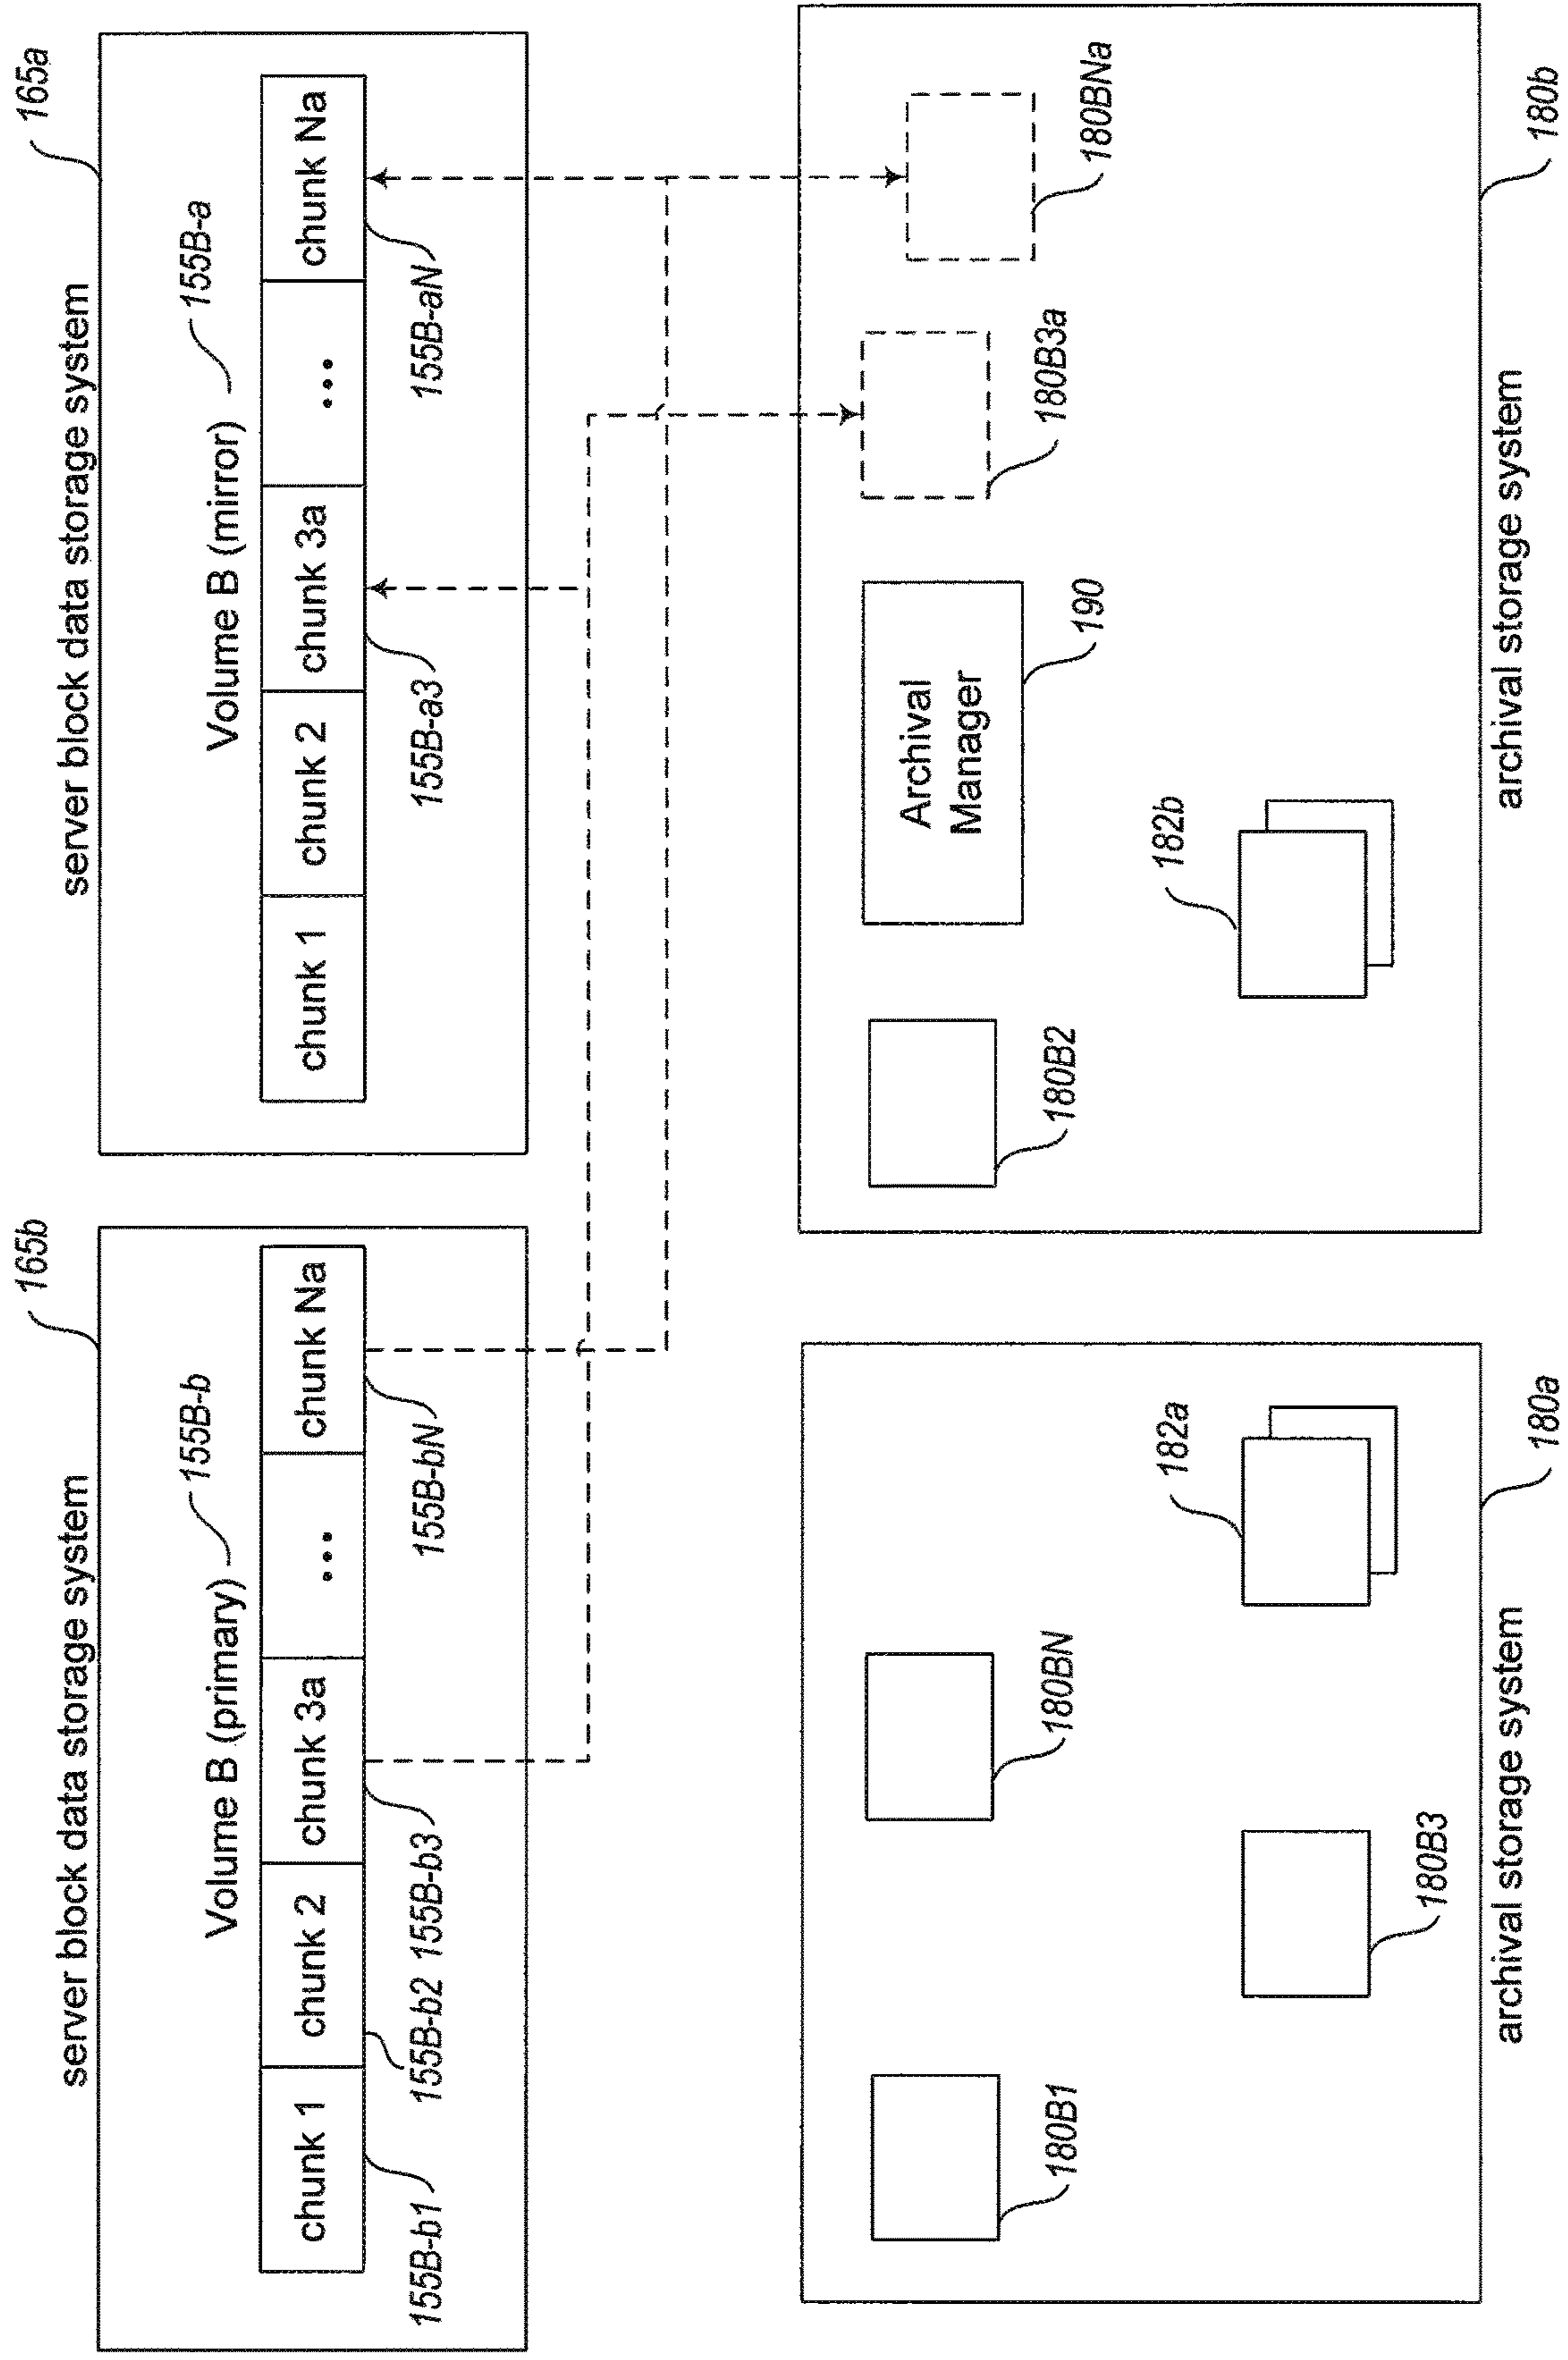 server block data storage system
165b
Volume B (primary)
155B-b
chunk 1
chunk 2
chunk 3a
...
chunk Na
155B-b1
155B-b2
155B-b3
155B-bN
server block data storage system
165a
Volume B (mirror)
155B-a
chunk 1
chunk 2
chunk 3a
...
chunk Na
155B-a3
155B-aN
180B1
180BN
180B3
182a
archival storage system
180a
180B2
Archival
Manager
190
180B3a
180BNa
182b
archival storage system
180b